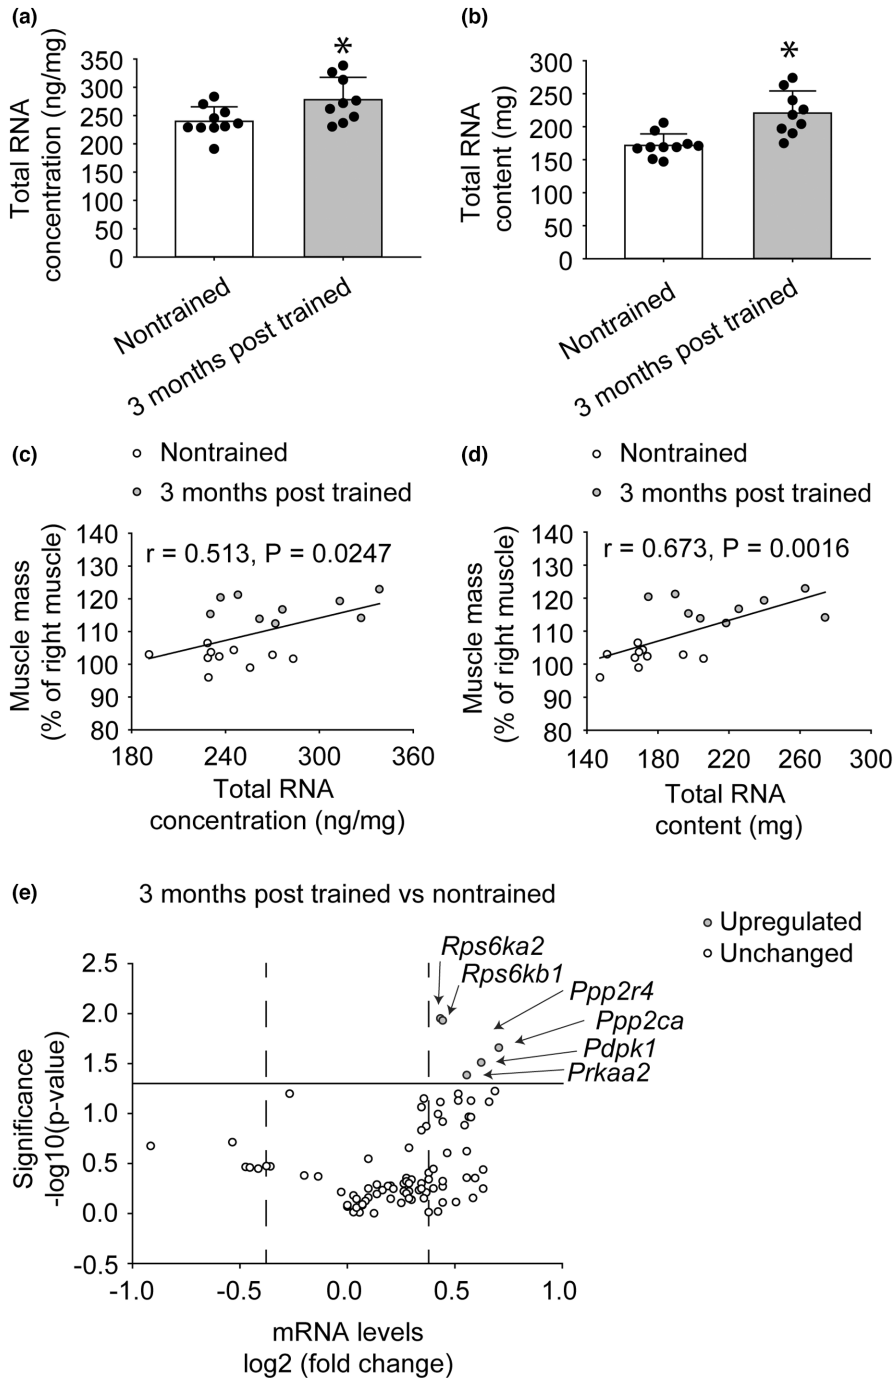 (a)
Total RNA
concentration (ng/mg)
350
300
250
200
150
100
50
0
*
Nontrained
3 months post trained
(b)
Total RNA
content (mg)
300
250
200
150
100
50
0
*
Nontrained
3 months post trained
(c)
Nontrained
3 months post trained
Muscle mass
(% of right muscle)
140
130
120
110
100
90
80
r = 0.513, P = 0.0247
180 240 300 360
Total RNA
concentration (ng/mg)
(d)
Nontrained
3 months post trained
Muscle mass
(% of right muscle)
140
130
120
110
100
90
80
r = 0.673, P = 0.0016
140 180 220 260 300
Total RNA
content (mg)
(e)
3 months post trained vs nontrained
Upregulated
Unchanged
Significance
-log10(p-value)
2.5
2.0
1.5
1.0
0.5
0.0
-0.5
Rps6ka2
Rps6kb1
Ppp2r4
Ppp2ca
Pdpk1
Prkaa2
-1.0 -0.5 0.0 0.5 1.0
mRNA levels
log2 (fold change)